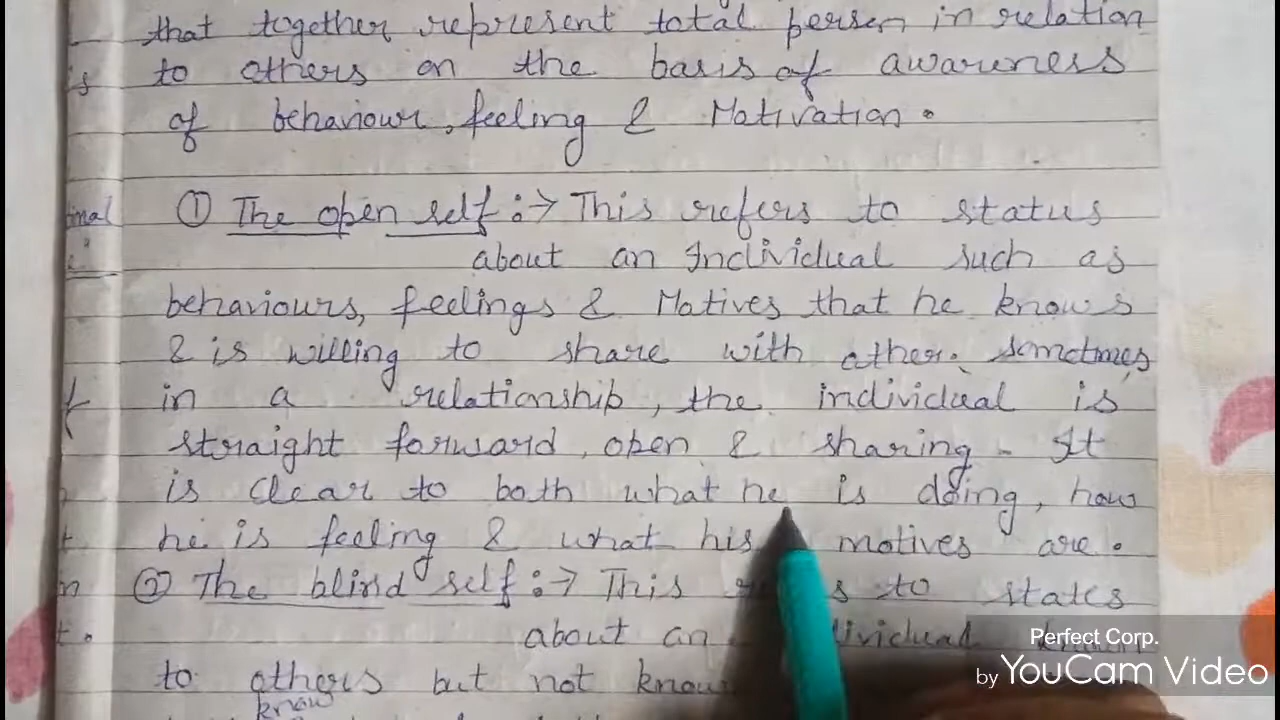 that together represent total person in relation
to others on the basis of awareness
of behaviour, feeling & Motivation.
① The open self :→ This refers to status
about an Individual such as
behaviours, feelings & Motives that he knows
& is willing to share with other. sometimes
in a relationship, the individual is
straight forward, open & sharing - It
is clear to both what he is doing, how
he is feeling & what his motives are.
② The blind self :→ This to states
about an
to others but not know
know
Perfect Corp.
by YouCam Video